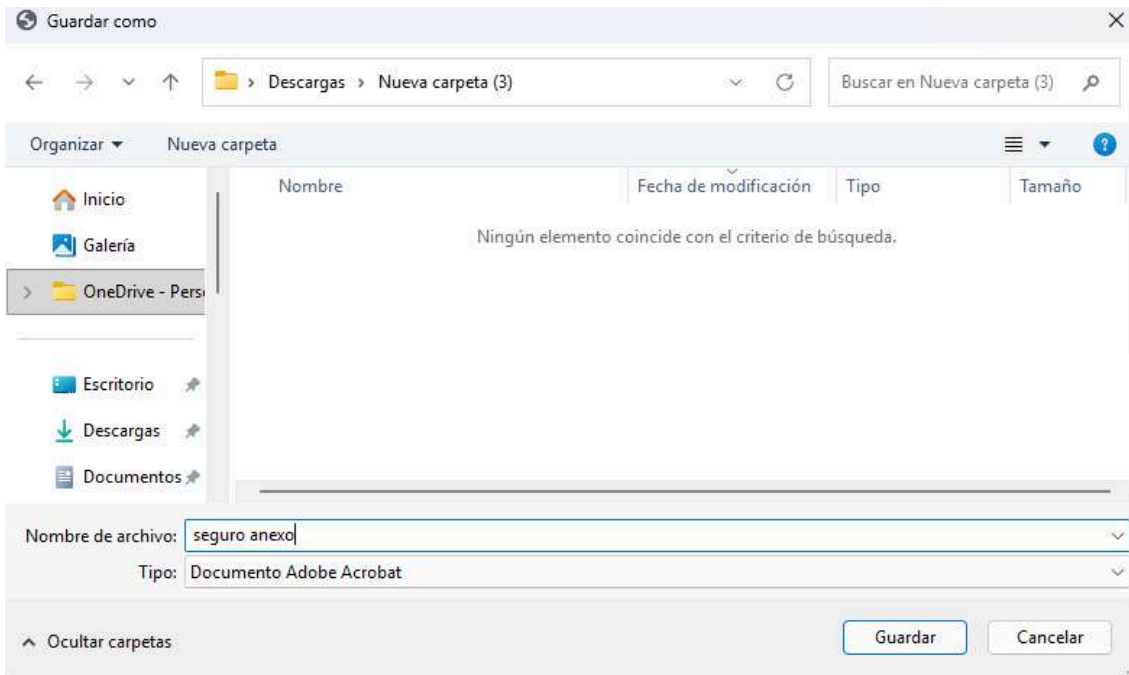 Guardar como
Descargas > Nueva carpeta (3)
Buscar en Nueva carpeta (3)
Organizar
Nueva carpeta
Inicio
Galería
OneDrive - Perso
Escritorio
Descargas
Documentos
Nombre
Fecha de modificación
Tipo
Tamaño
Ningún elemento coincide con el criterio de búsqueda.
Nombre de archivo: seguro anexo
Tipo: Documento Adobe Acrobat
Ocultar carpetas
Guardar
Cancelar